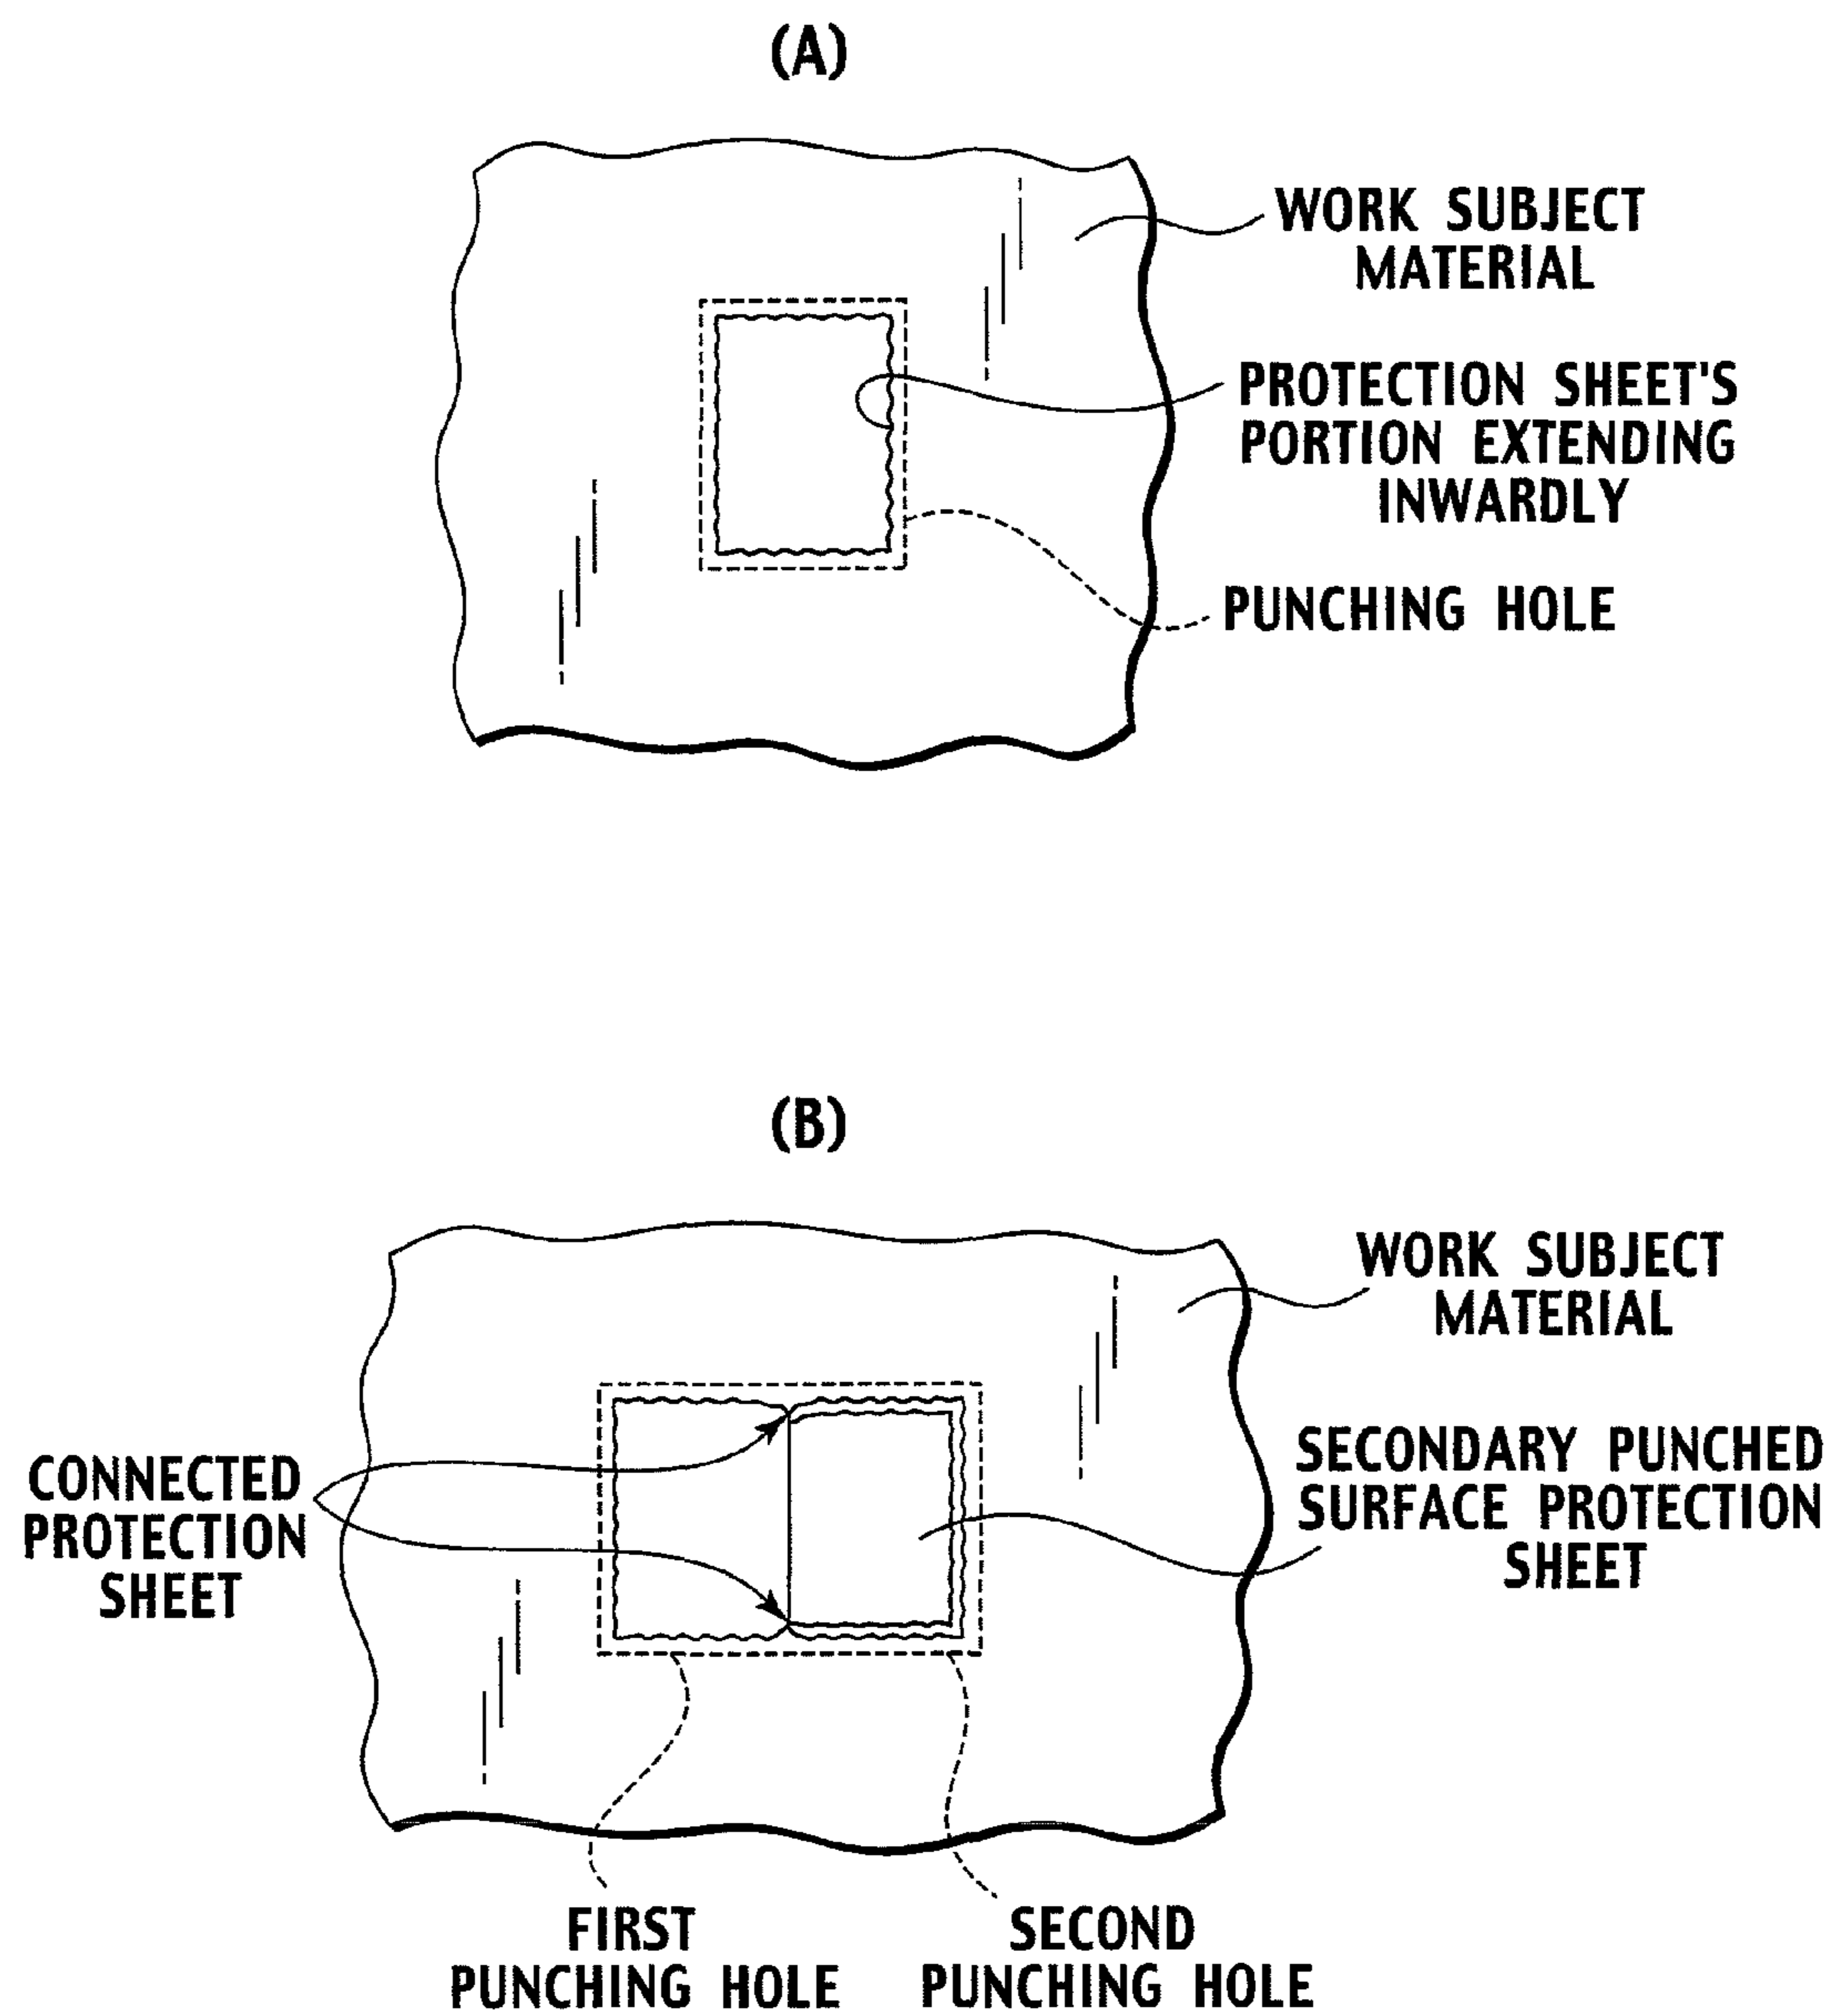 (A)
WORK SUBJECT
MATERIAL
PROTECTION SHEET'S
PORTION EXTENDING
INWARDLY
PUNCHING HOLE
(B)
WORK SUBJECT
MATERIAL
CONNECTED
PROTECTION
SHEET
SECONDARY PUNCHED
SURFACE PROTECTION
SHEET
FIRST
PUNCHING HOLE
SECOND
PUNCHING HOLE